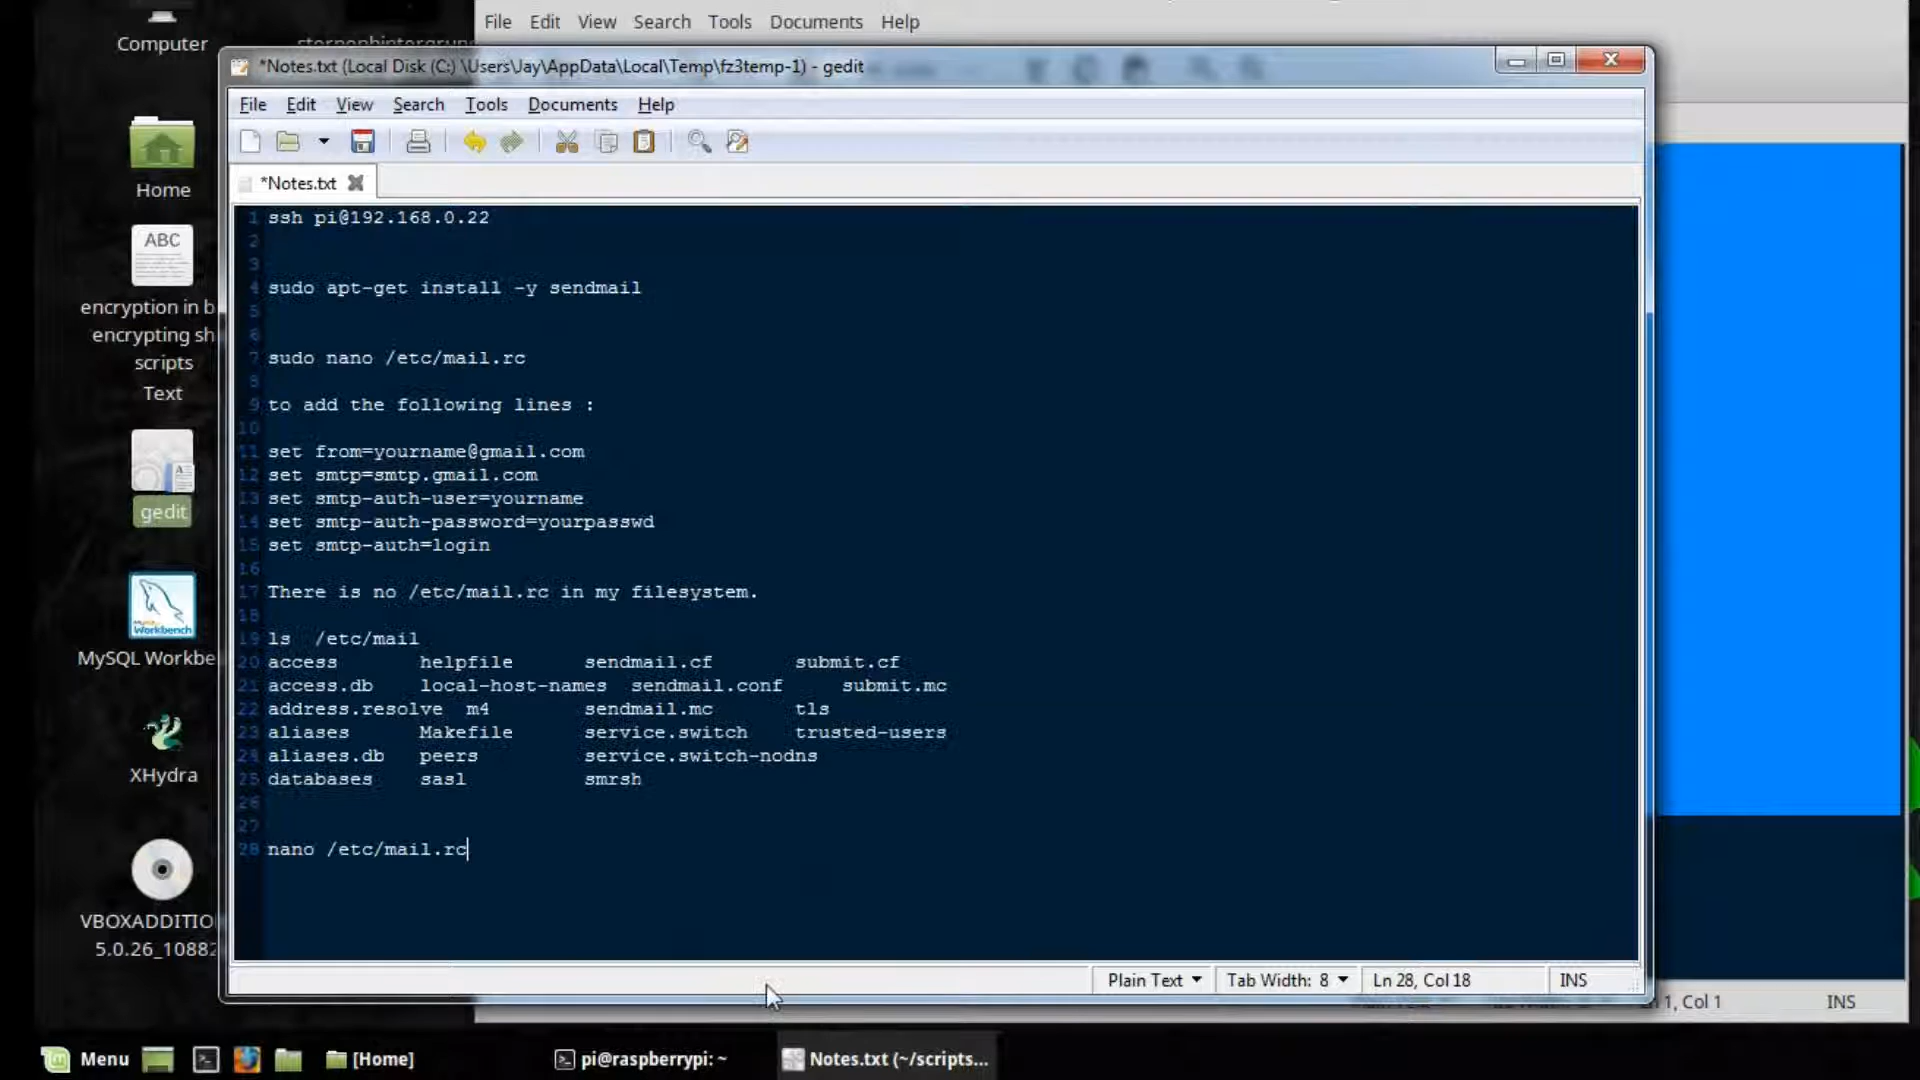 File Edit View Search Tools Documents Help
Computer
*Notes.txt (Local Disk (C:) \Users\Jay\AppData\Local\Temp\fz3temp-1) - gedit
File Edit View Search Tools Documents Help
*Notes.txt
1 ssh pi@192.168.0.22
2
3
4 sudo apt-get install -y sendmail
5
6
7 sudo nano /etc/mail.rc
8
9 to add the following lines :
10
11 set from=yourname@gmail.com
12 set smtp=smtp.gmail.com
13 set smtp-auth-user=yourname
14 set smtp-auth-password=yourpasswd
15 set smtp-auth=login
16
17 There is no /etc/mail.rc in my filesystem.
18
19 ls /etc/mail
20 access helpfile sendmail.cf submit.cf
21 access.db local-host-names sendmail.conf submit.mc
22 address.resolve m4 sendmail.mc tls
23 aliases Makefile service.switch trusted-users
24 aliases.db peers service.switch-nodns
25 databases sasl smrsh
26
27
28 nano /etc/mail.rc
Plain Text Tab Width: 8 Ln 28, Col 18 INS
1, Col 1 INS
Home
ABC
encryption in b
encrypting sh
scripts
Text
A
gedit
MySQL
Workbench
MySQL Workbe
XHydra
VBOXADDITIO
5.0.26_10882
Menu [Home] pi@raspberrypi: ~ Notes.txt (~/scripts...